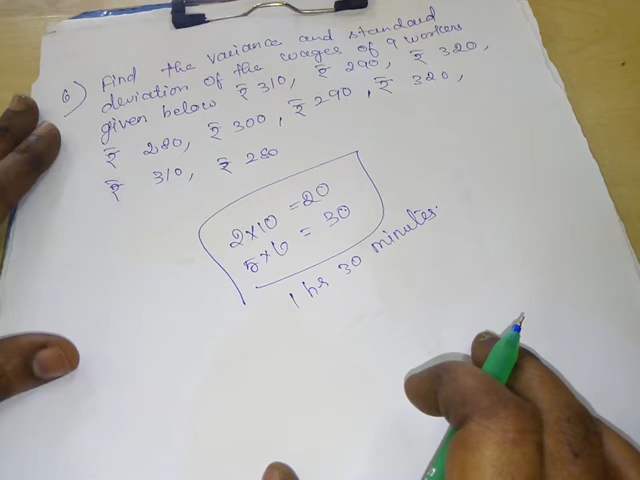 6) Find the variance and standard
deviation of the wages of 9 workers
given below ₹ 310, ₹ 290, ₹ 320,
₹ 280, ₹ 300, ₹ 290, ₹ 320,
₹ 310, ₹ 280
2×10 = 20
5×6 = 30
1 hr 30 minutes.